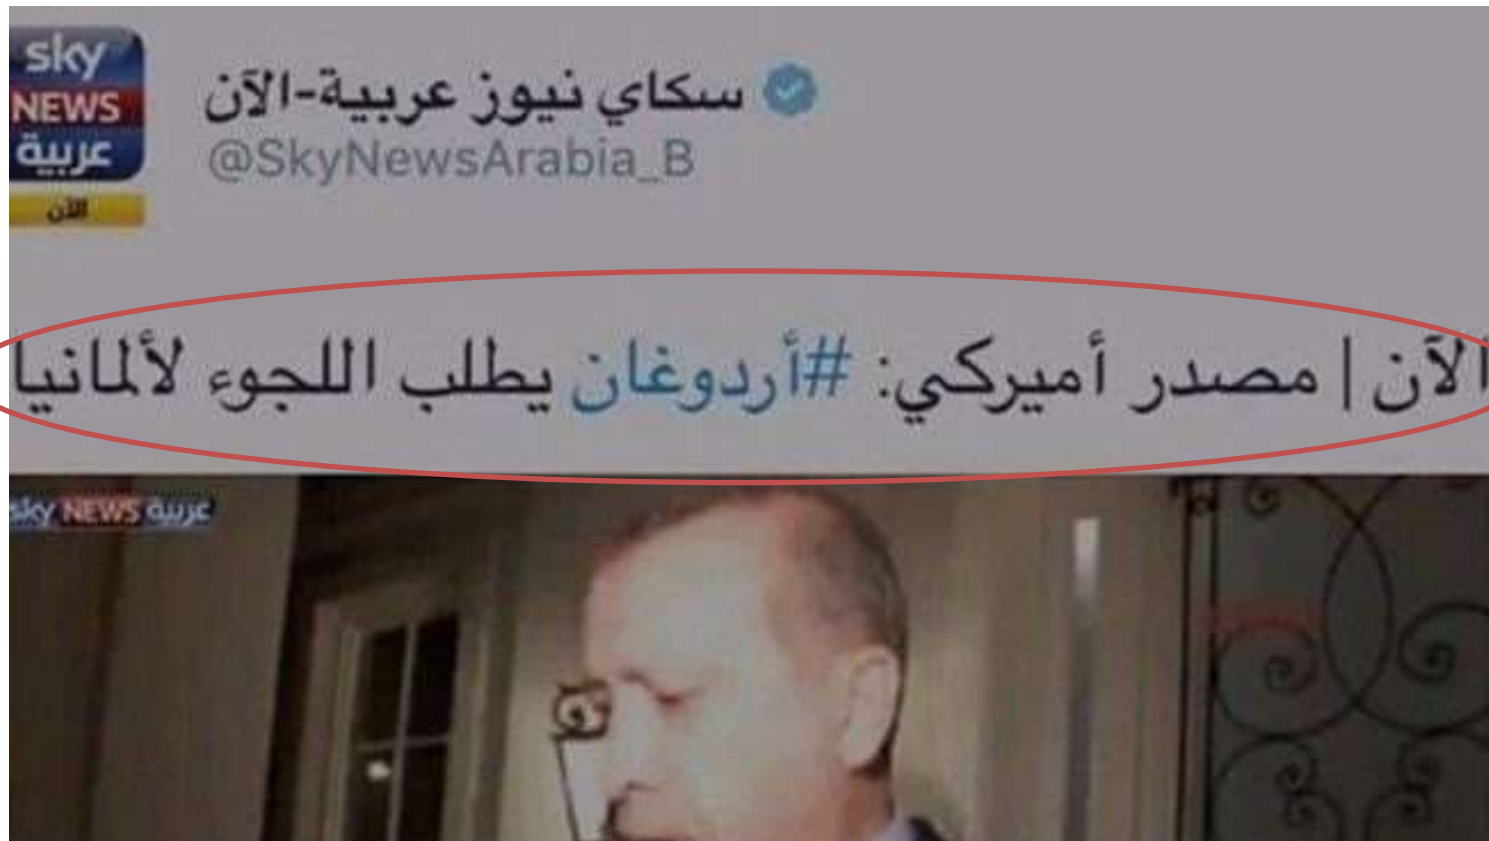 sky
NEWS
عربية
الآن
سكاي نيوز عربية-الآن
@SkyNewsArabia_B
الآن | مصدر أميركي: #أردوغان يطلب اللجوء لألمانيا
sky NEWS عربية